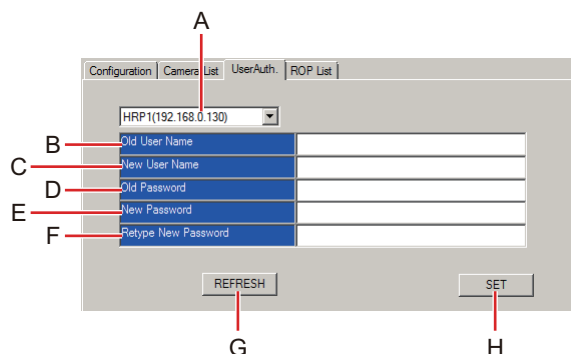 A
Configuration Camera List UserAuth. ROP List
HRP1(192.168.0.130)
B Old User Name
C New User Name
D Old Password
E New Password
F Retype New Password
REFRESH SET
G H